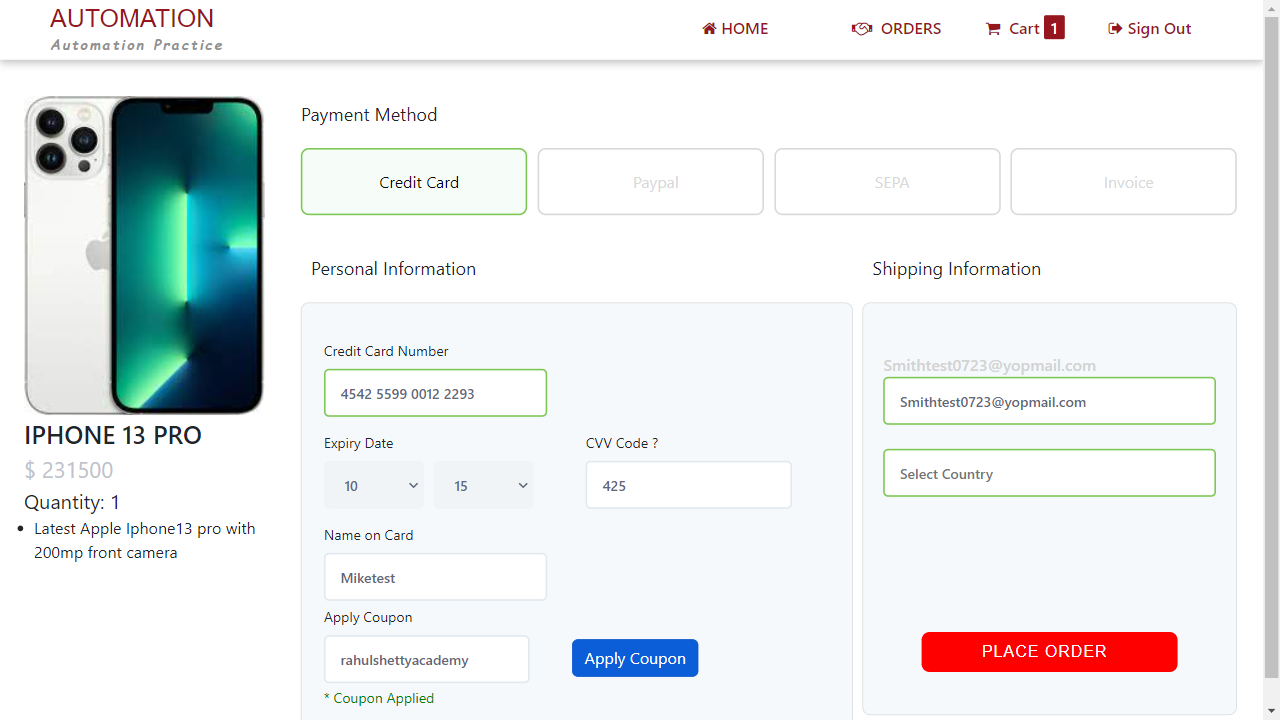 AUTOMATION
Automation Practice
HOME
ORDERS
Cart 1
Sign Out
IPHONE 13 PRO
$ 231500
Quantity: 1
Latest Apple Iphone13 pro with
200mp front camera
Payment Method
Credit Card
Paypal
SEPA
Invoice
Personal Information
Credit Card Number
4542 5599 0012 2293
Expiry Date
CVV Code ?
10
15
425
Name on Card
Miketest
Apply Coupon
rahulshettyacademy
Apply Coupon
* Coupon Applied
Shipping Information
Smithtest0723@yopmail.com
Smithtest0723@yopmail.com
Select Country
PLACE ORDER